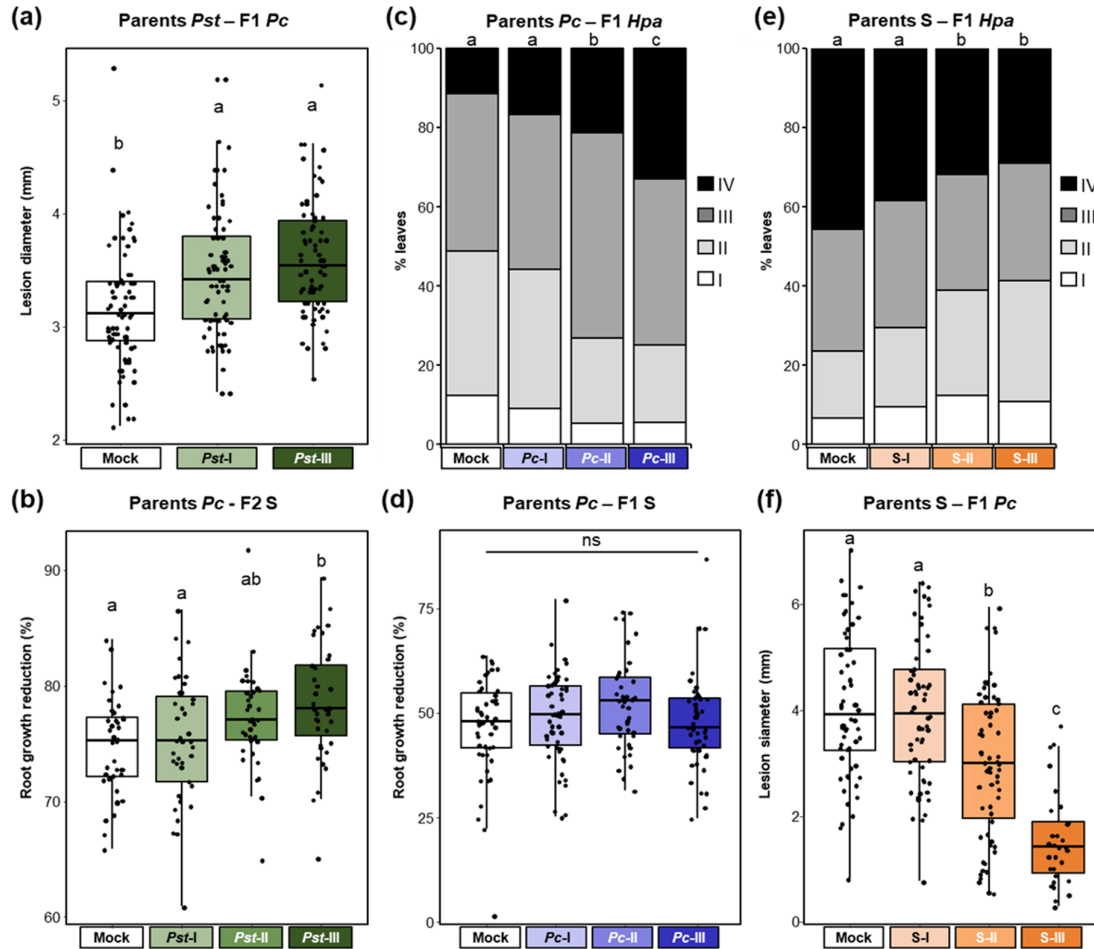 (a)
Parents Pst – F1 Pc
b
a
a
5
4
3
2
Lesion diameter (mm)
Mock
Pst-I
Pst-III
(c)
Parents Pc – F1 Hpa
a
a
b
c
100
80
60
40
20
0
% leaves
IV
III
II
I
Mock
Pc-I
Pc-II
Pc-III
(e)
Parents S – F1 Hpa
a
a
b
b
100
80
60
40
20
0
% leaves
IV
III
II
I
Mock
S-I
S-II
S-III
(b)
Parents Pc - F2 S
a
a
ab
b
90
80
70
60
Root growth reduction (%)
Mock
Pst-I
Pst-II
Pst-III
(d)
Parents Pc – F1 S
ns
75
50
25
0
Root growth reduction (%)
Mock
Pc-I
Pc-II
Pc-III
(f)
Parents S – F1 Pc
a
a
b
c
6
4
2
0
Lesion siameter (mm)
Mock
S-I
S-II
S-III